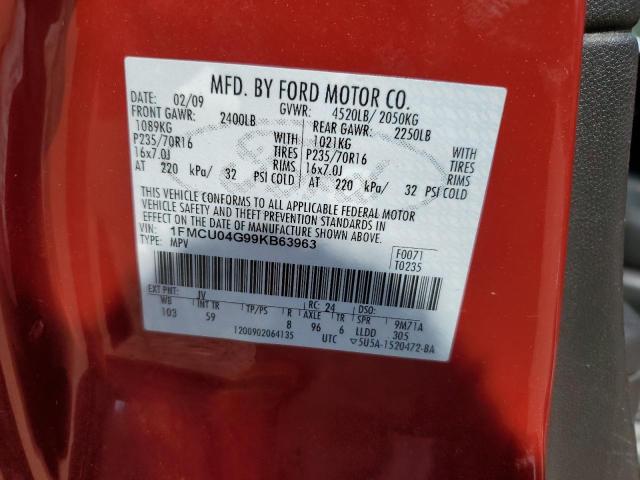 MFD. BY FORD MOTOR CO.
DATE: 02/09 GVWR: 4520LB/ 2050KG
FRONT GAWR: 2400LB REAR GAWR: 2250LB
1089KG WITH 1021KG WITH
P235/70R16 TIRES P235/70R16 TIRES
16x7.0J RIMS 16x7.0J RIMS
AT 220 kPa/ 32 PSI COLD AT 220 kPa/ 32 PSI COLD
THIS VEHICLE CONFORMS TO ALL APPLICABLE FEDERAL MOTOR
VEHICLE SAFETY AND THEFT PREVENTION STANDARDS IN
EFFECT ON THE DATE OF MANUFACTURE SHOWN ABOVE.
VIN: 1FMCU04G99KB63963
TYPE: MPV
F0071
T0235
EXT PNT: JV RC: 24 DSO:
WB INT TR TP/PS R AXLE TR SPR 9M71A
103 59 8 96 6 LLDD 305
1200902064135 UTC ▽5U5A-1520472-BA